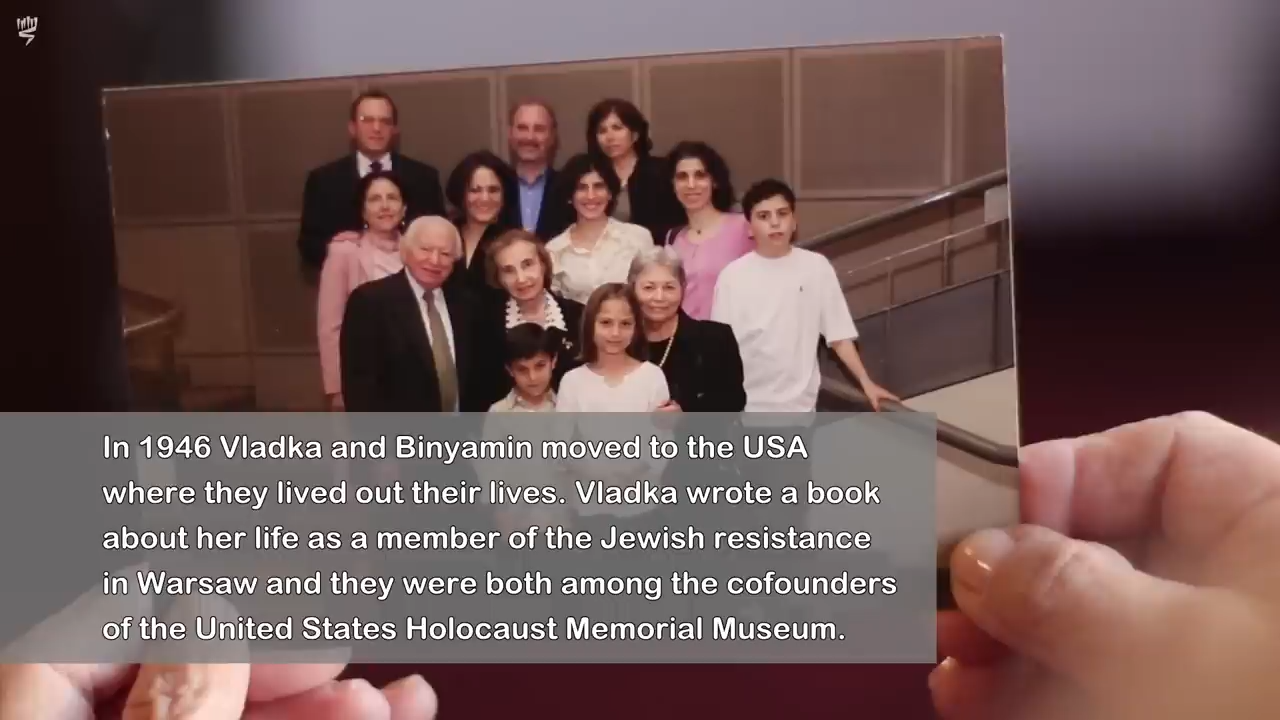 In 1946 Vladka and Binyamin moved to the USA
where they lived out their lives. Vladka wrote a book
about her life as a member of the Jewish resistance
in Warsaw and they were both among the cofounders
of the United States Holocaust Memorial Museum.